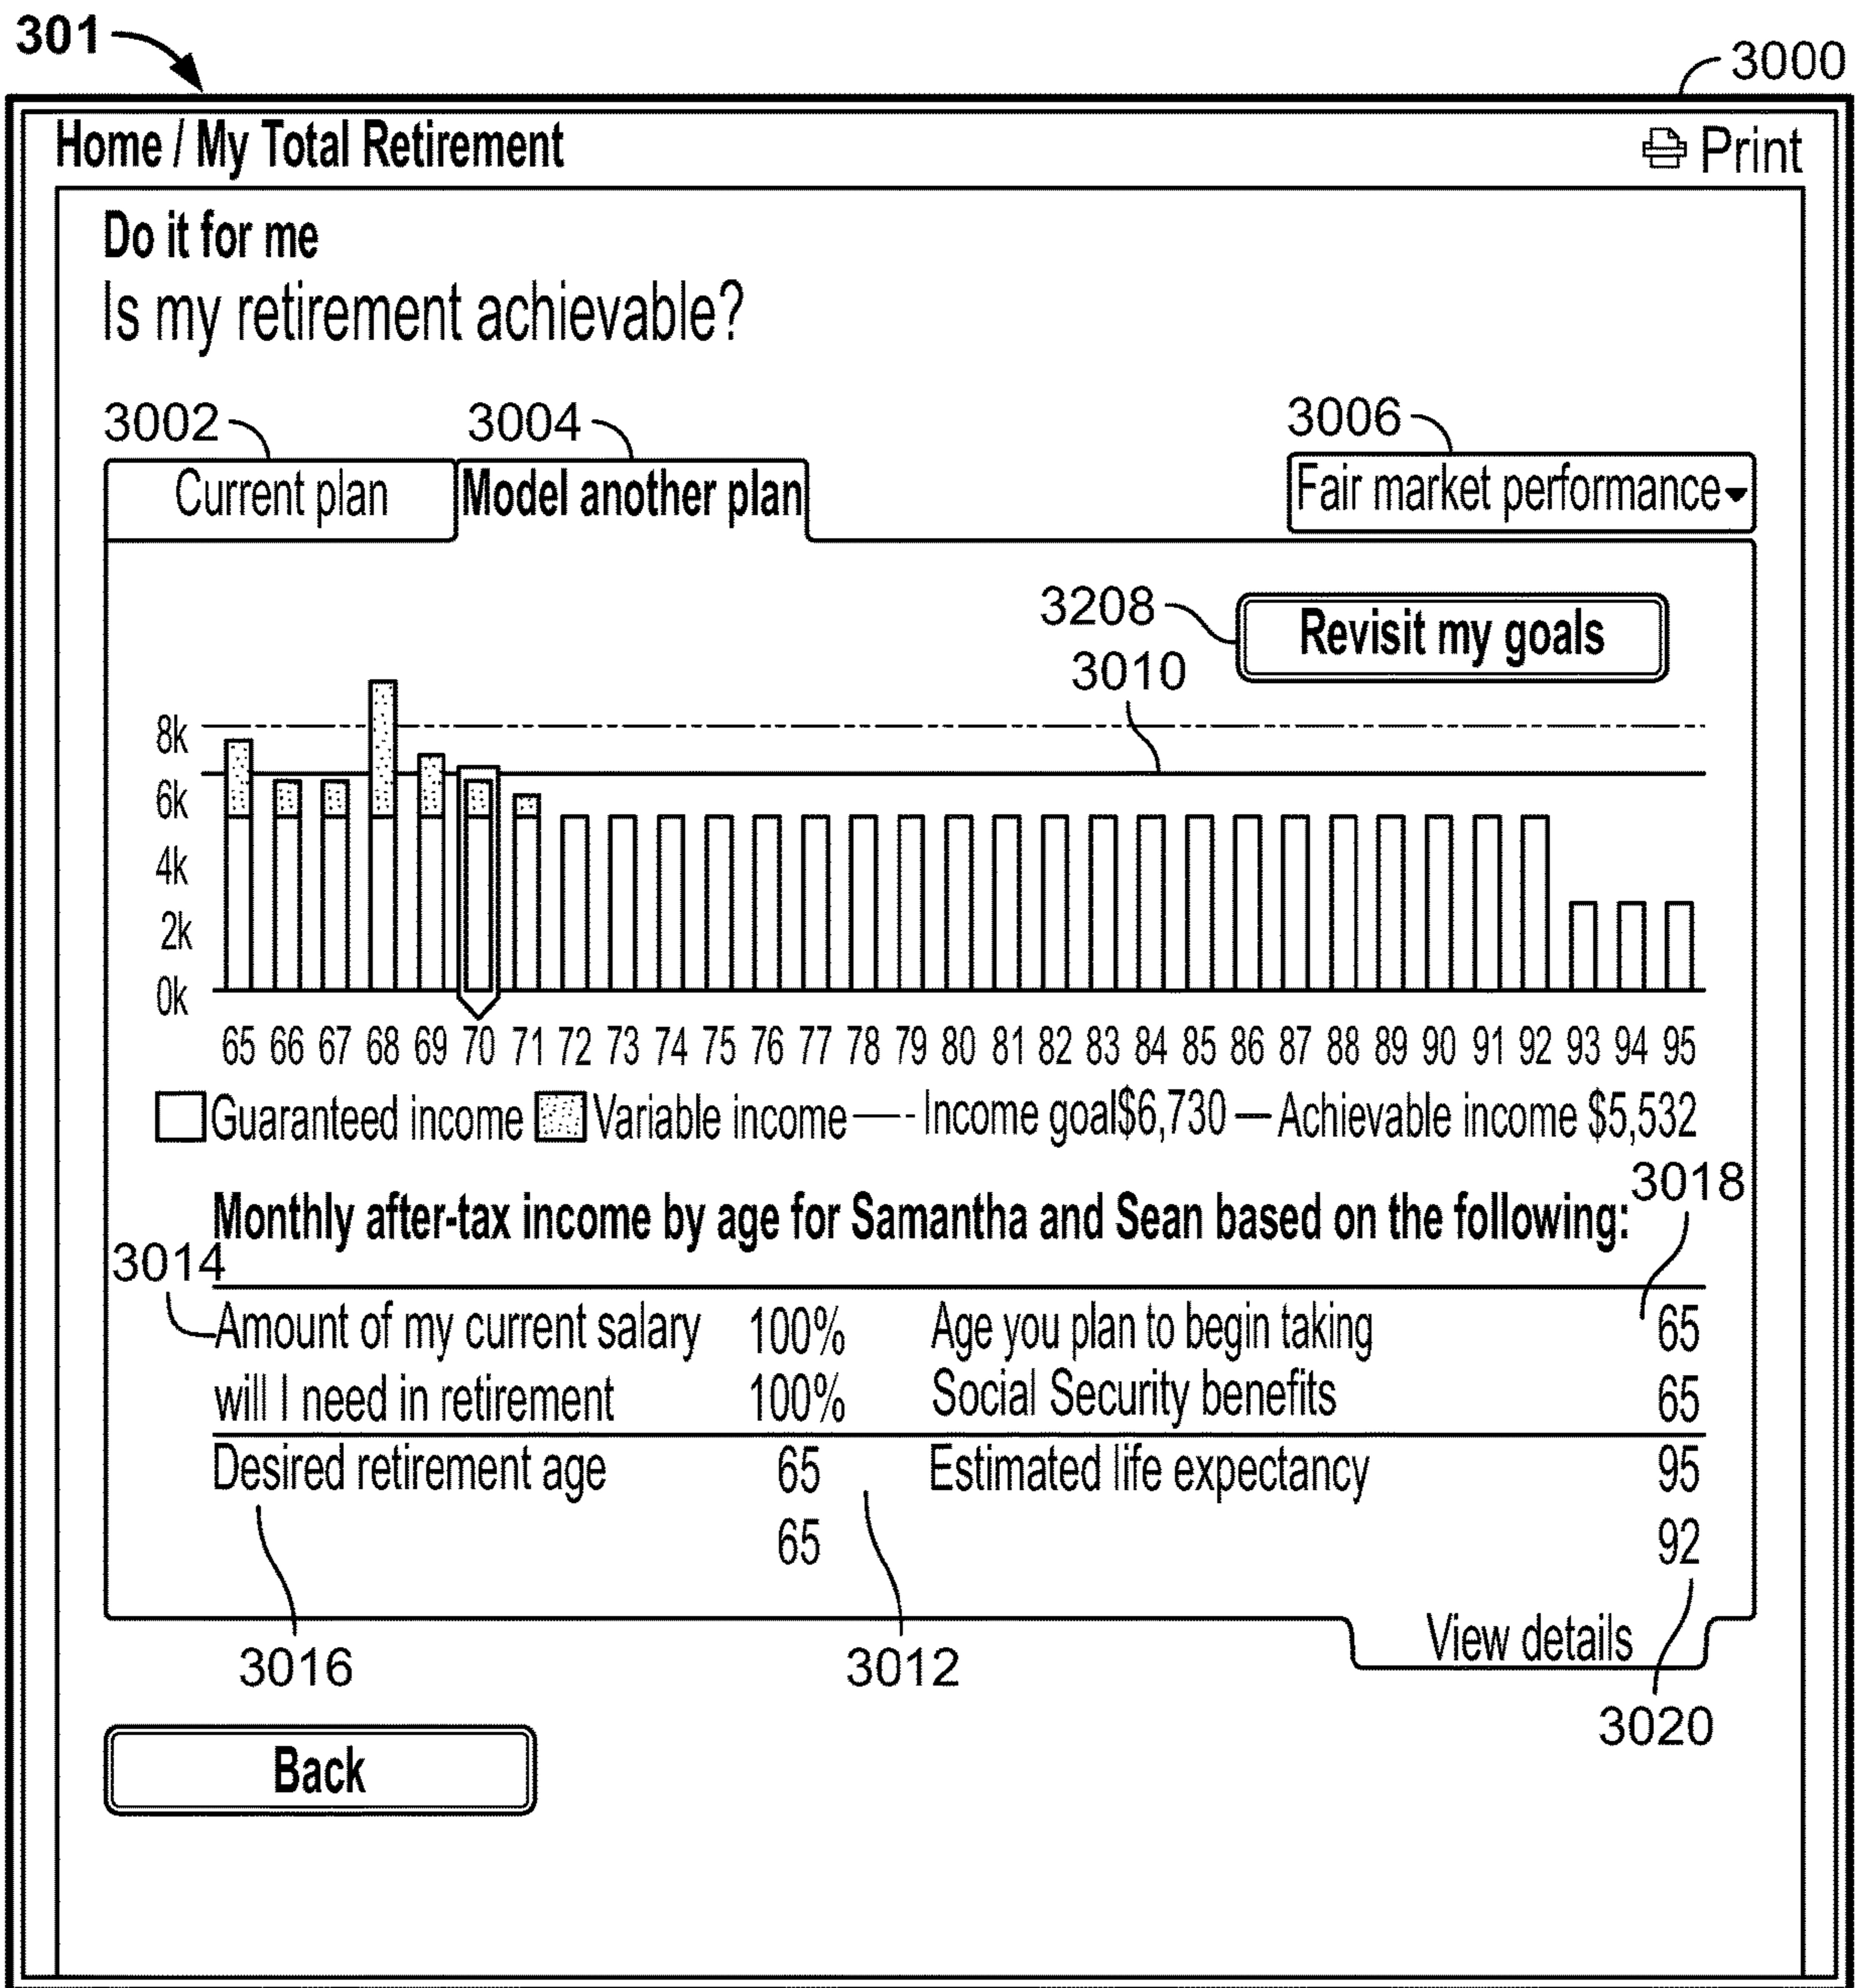 301
3000
Home / My Total Retirement
Print
Do it for me
Is my retirement achievable?
3002
3004
3006
Current plan
Model another plan
Fair market performance
3208
Revisit my goals
3010
8k
6k
4k
2k
0k
65 66 67 68 69 70 71 72 73 74 75 76 77 78 79 80 81 82 83 84 85 86 87 88 89 90 91 92 93 94 95
Guaranteed income Variable income Income goal$6,730 Achievable income $5,532
3018
Monthly after-tax income by age for Samantha and Sean based on the following:
3014
Amount of my current salary 100% Age you plan to begin taking 65
will I need in retirement 100% Social Security benefits 65
Desired retirement age 65 Estimated life expectancy 95
65 92
View details
3016
3012
3020
Back